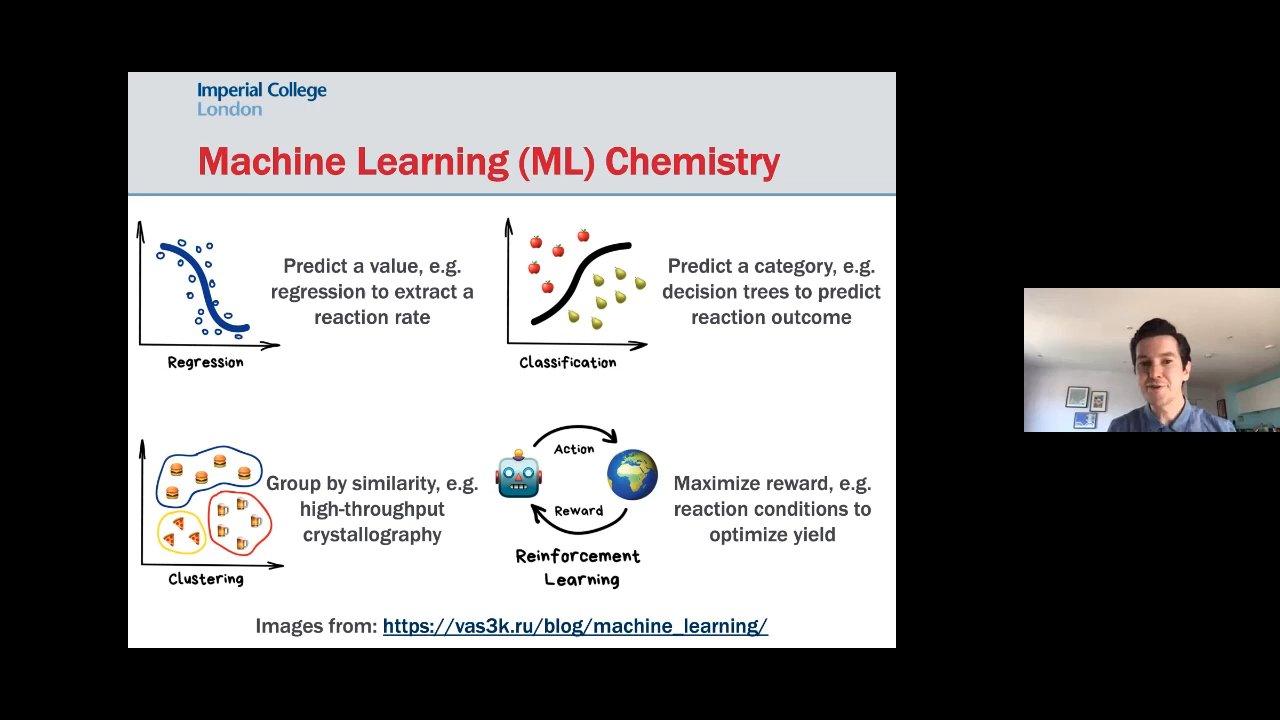 Imperial College
London
Machine Learning (ML) Chemistry
Predict a value, e.g.
regression to extract a
reaction rate
Regression
Predict a category, e.g.
decision trees to predict
reaction outcome
Classification
Group by similarity, e.g.
high-throughput
crystallography
Clustering
Action
Reward
Reinforcement
Learning
Maximize reward, e.g.
reaction conditions to
optimize yield
Images from: https://vas3k.ru/blog/machine_learning/